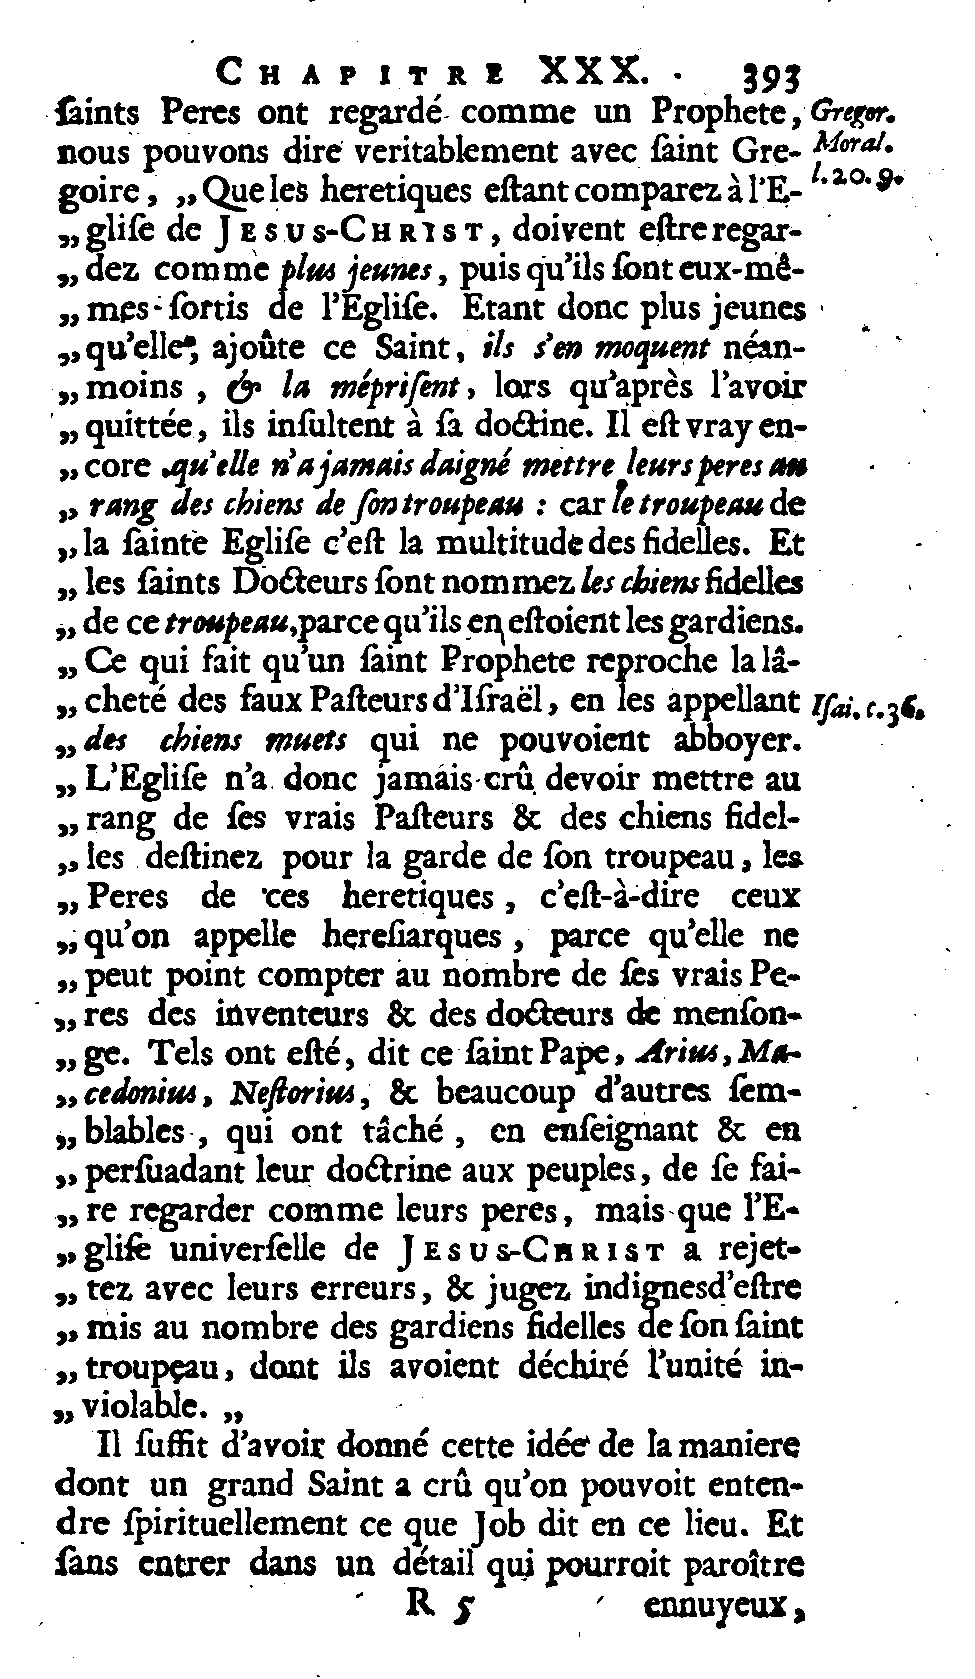 CHAPITRE XXX. 393
ſaints Peres ont regardé comme un Prophete, Gregor.
nous pouvons dire veritablement avec ſaint Gre- Moral.
goire, „Que les heretiques eſtant comparez à l'E- l.20.9.
„gliſe de JESUS-CHRIST, doivent eſtre regar-
„dez comme plus jeunes, puis qu'ils ſont eux-mê-
„mes ſortis de l'Egliſe. Etant donc plus jeunes
„qu'elle, ajoûte ce Saint, ils s'en moquent néan-
„moins, & la mépriſent, lors qu'après l'avoir
„quittée, ils inſultent à ſa doctine. Il eſt vray en-
„core qu'elle n'a jamais daigné mettre leurs peres au
„rang des chiens de ſon troupeau : car le troupeau de
„la ſainte Egliſe c'eſt la multitude des fidelles. Et
„les ſaints Docteurs ſont nommez les chiens fidelles
„de ce troupeau, parce qu'ils en eſtoient les gardiens.
„Ce qui fait qu'un ſaint Prophete reproche la lâ-
„cheté des faux Paſteurs d'Iſraël, en les appellant Iſai. c.36.
„des chiens muets qui ne pouvoient abboyer.
„L'Egliſe n'a donc jamais crû devoir mettre au
„rang de ſes vrais Paſteurs & des chiens fidel-
„les deſtinez pour la garde de ſon troupeau, les
„Peres de ces heretiques, c'eſt-à-dire ceux
„qu'on appelle hereſiarques, parce qu'elle ne
„peut point compter au nombre de ſes vrais Pe-
„res des inventeurs & des docteurs de menſon-
„ge. Tels ont eſté, dit ce ſaint Pape, Arius, Ma-
„cedonius, Neſtorius, & beaucoup d'autres ſem-
„blables, qui ont tâché, en enſeignant & en
„perſuadant leur doctrine aux peuples, de ſe fai-
„re regarder comme leurs peres, mais que l'E-
„gliſe univerſelle de JESUS-CHRIST a rejet-
„tez avec leurs erreurs, & jugez indignes d'eſtre
„mis au nombre des gardiens fidelles de ſon ſaint
„troupeau, dont ils avoient déchiré l'unité in-
„violable. „
Il ſuffit d'avoir donné cette idée de la maniere
dont un grand Saint a crû qu'on pouvoit enten-
dre ſpirituellement ce que Job dit en ce lieu. Et
ſans entrer dans un détail qui pourroit paroître
R 5 ennuyeux,